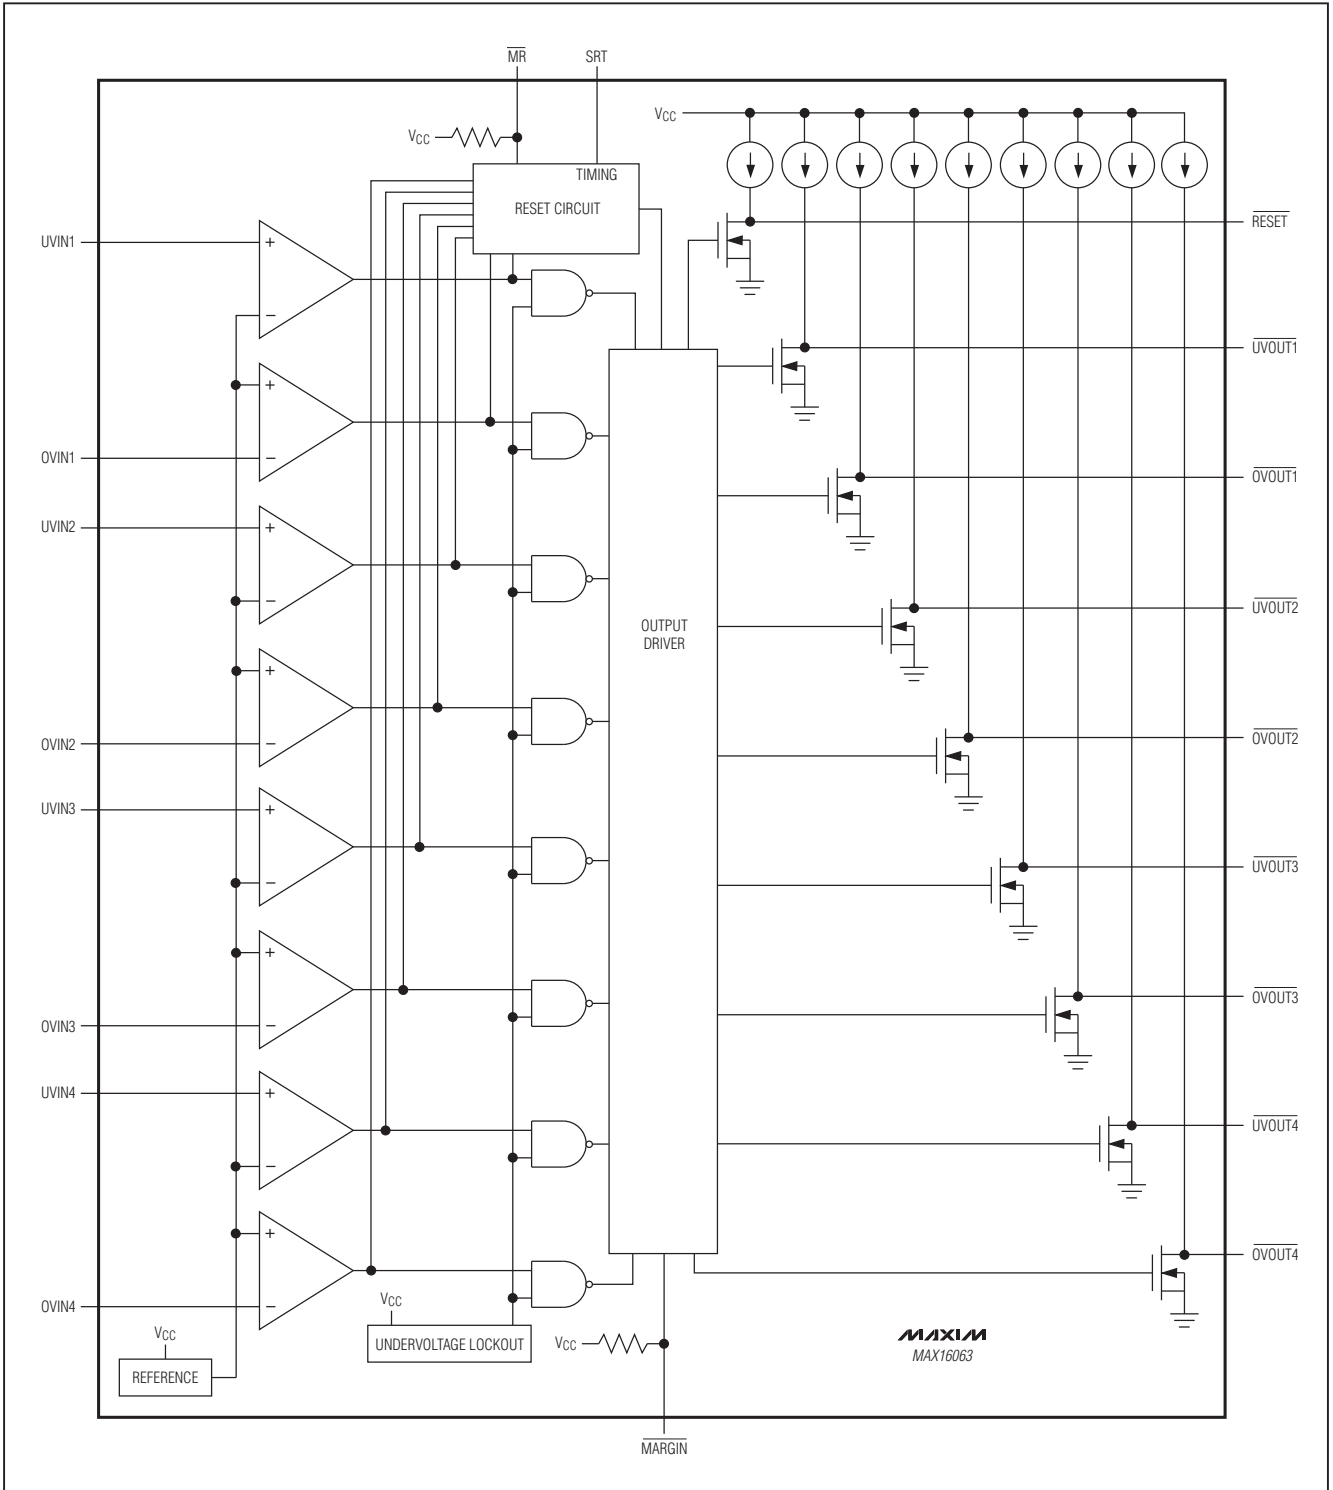 MR SRT
VCC
VCC
TIMING
RESET CIRCUIT
RESET
UVIN1
+
−
UVOUT1
+
OVIN1
−
OVOUT1
UVIN2
+
−
UVOUT2
OUTPUT
DRIVER
+
OVIN2
−
OVOUT2
UVIN3
+
−
UVOUT3
+
OVIN3
−
OVOUT3
UVIN4
+
−
UVOUT4
+
OVIN4
−
OVOUT4
VCC
UNDERVOLTAGE LOCKOUT
VCC
REFERENCE
VCC
MAXIM
MAX16063
MARGIN